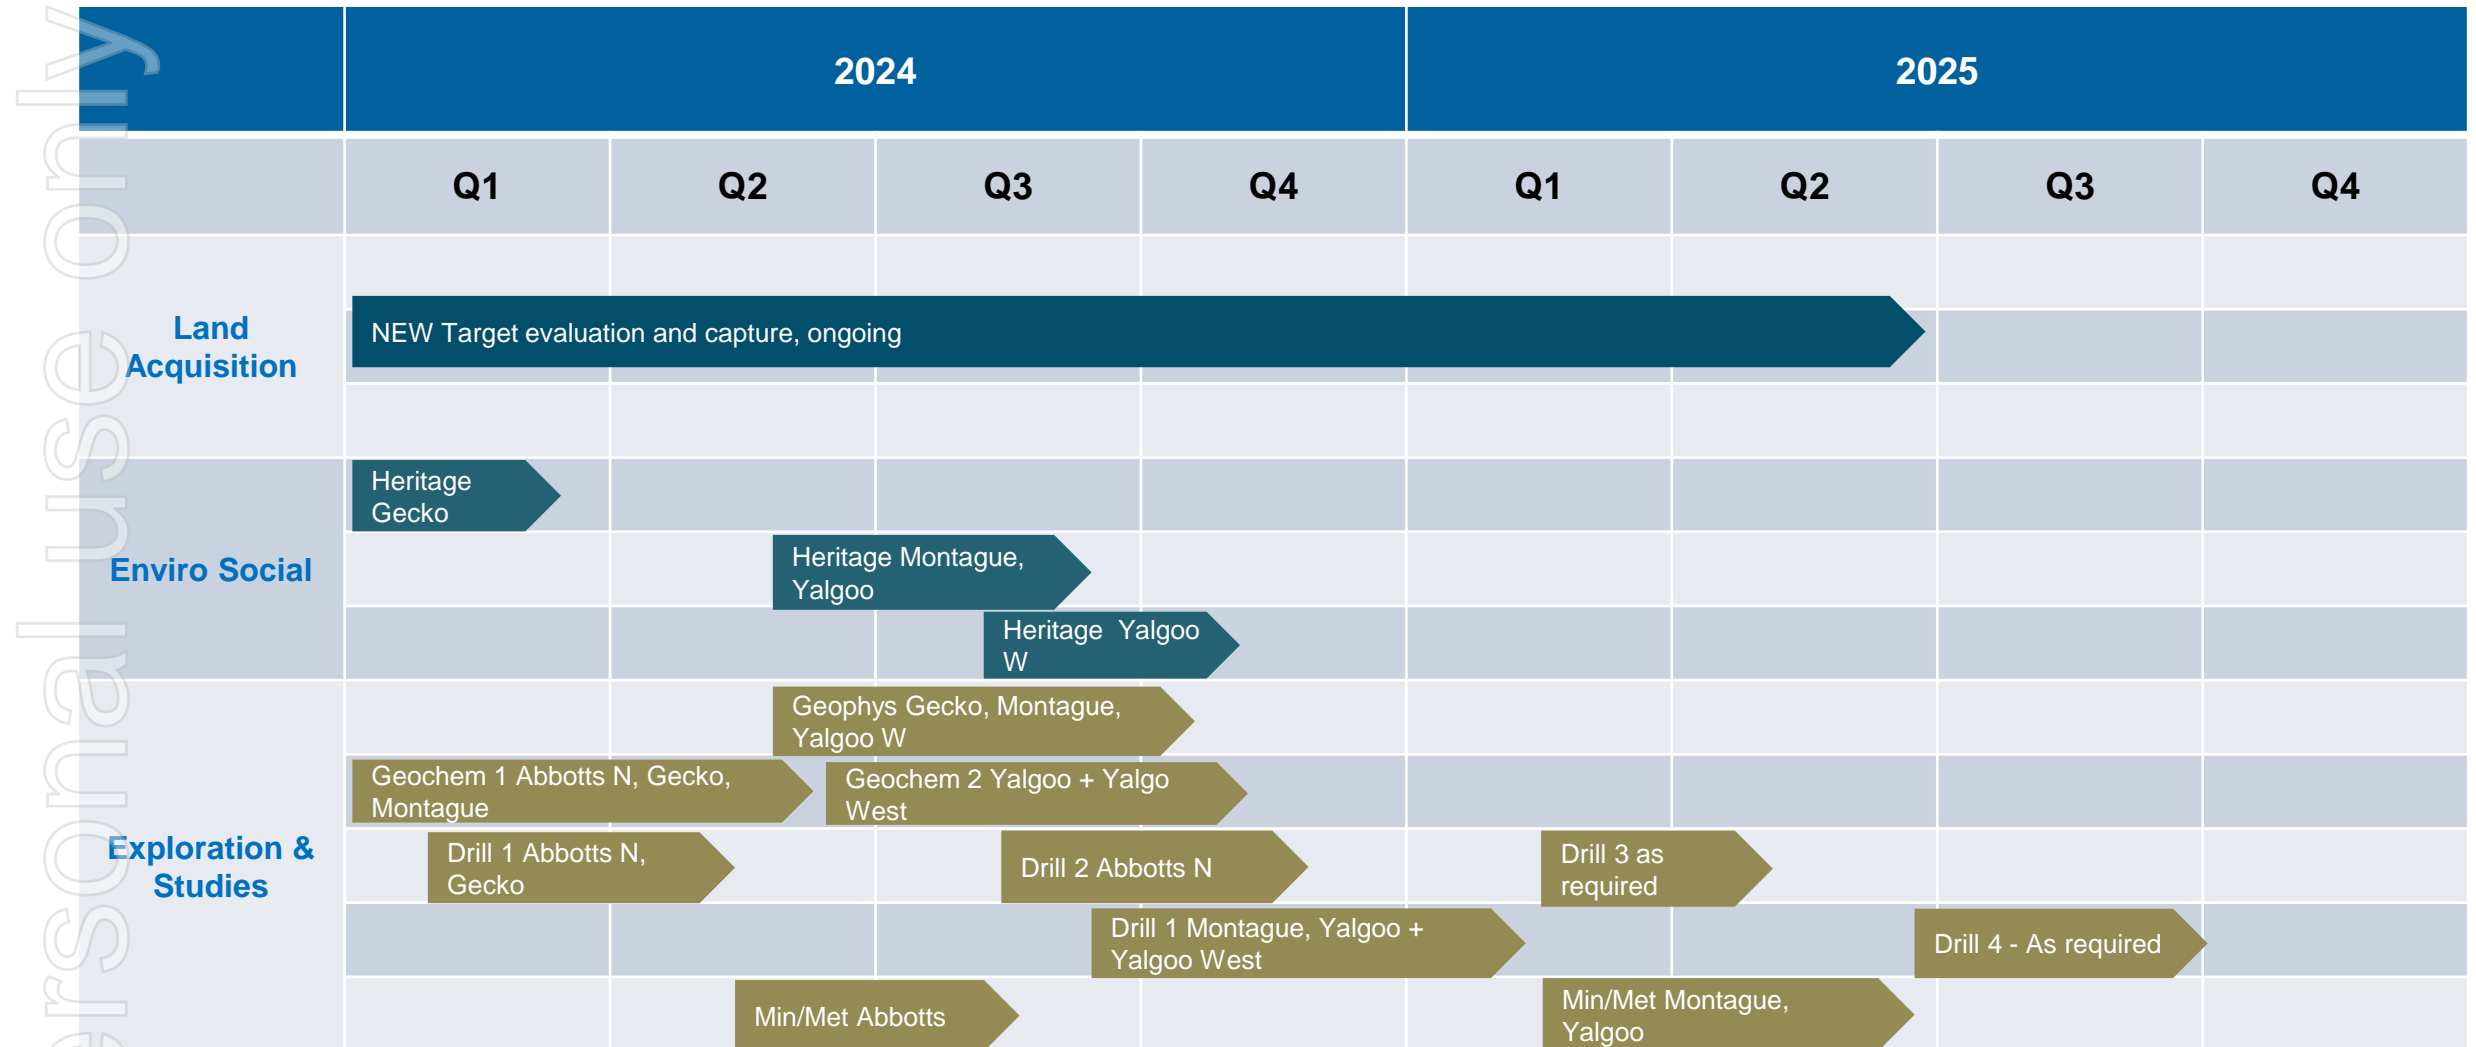 2024
2025
Q1
Q2
Q3
Q4
Q1
Q2
Q3
Q4
Land
Acquisition
NEW Target evaluation and capture, ongoing
Enviro Social
Heritage
Gecko
Heritage Montague,
Yalgoo
Heritage Yalgoo
W
Exploration &
Studies
Geophys Gecko, Montague,
Yalgoo W
Geochem 1 Abbotts N, Gecko,
Montague
Geochem 2 Yalgoo + Yalgo
West
Drill 1 Abbotts N,
Gecko
Drill 2 Abbotts N
Drill 3 as
required
Drill 1 Montague, Yalgoo +
Yalgoo West
Drill 4 - As required
Min/Met Abbotts
Min/Met Montague,
Yalgoo
ersonal use only